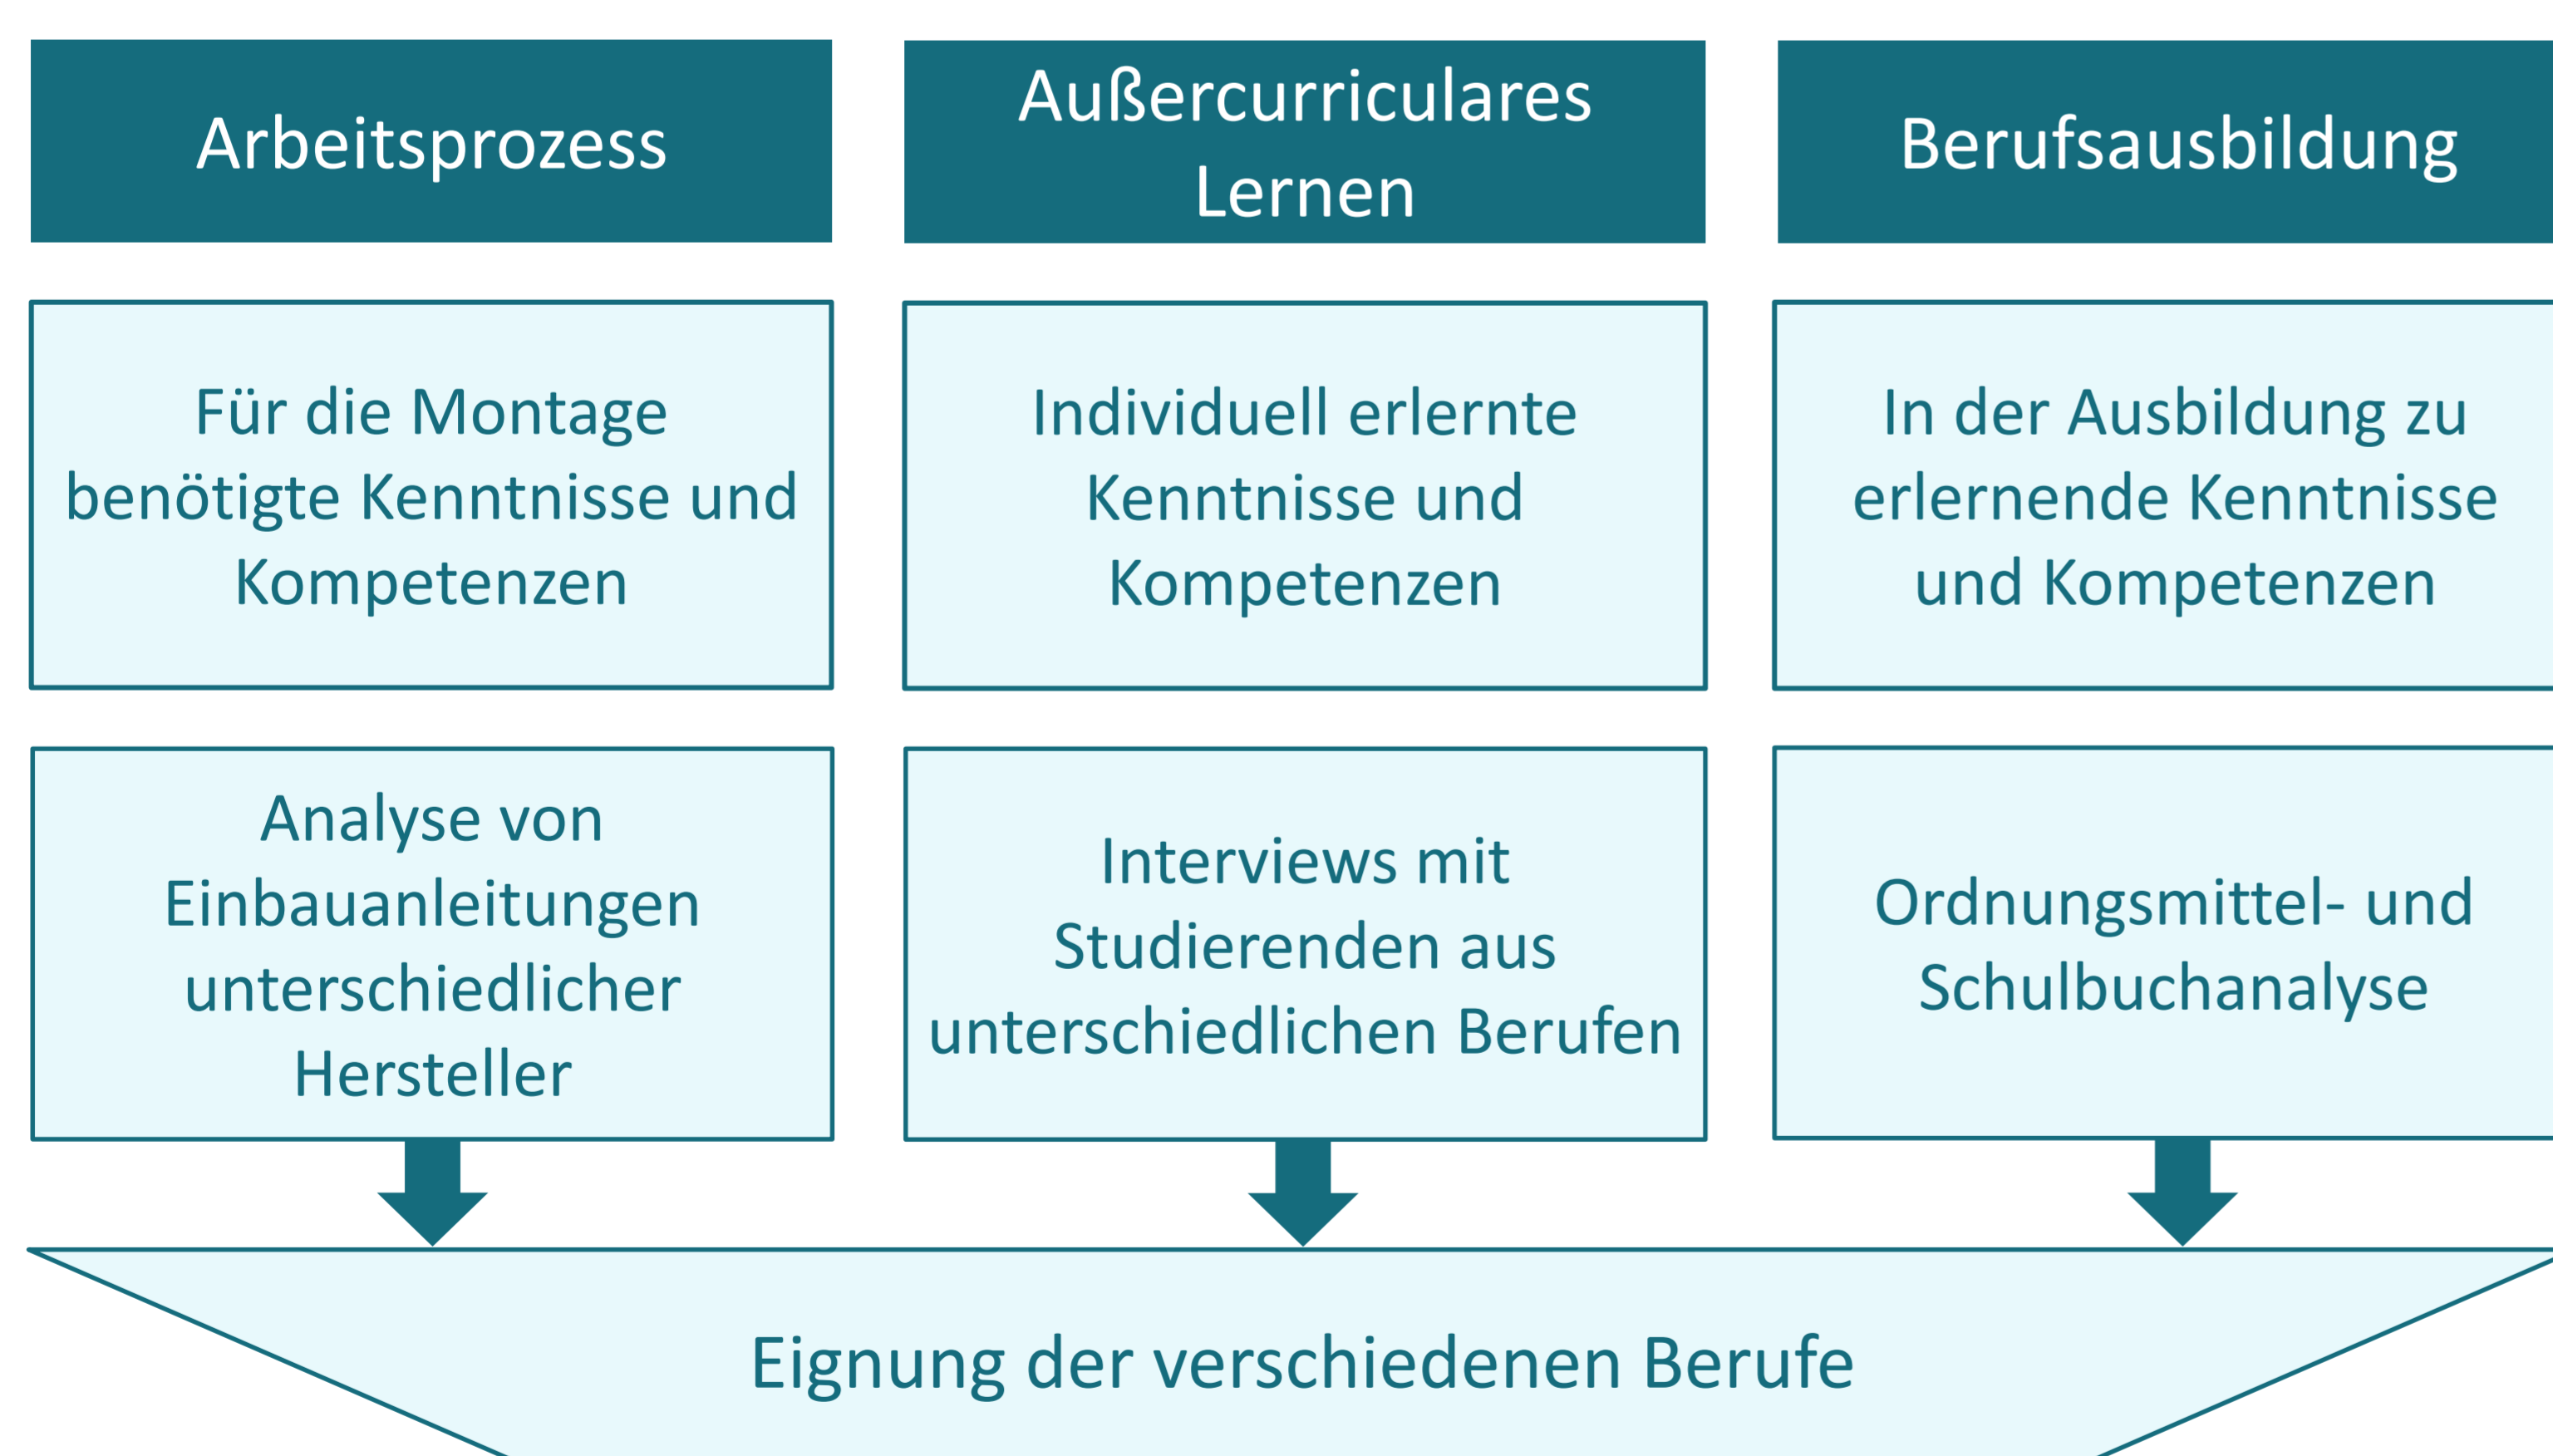 Arbeitsprozess
Außercurriculares
Lernen
Berufsausbildung
Für die Montage
benötigte Kenntnisse und
Kompetenzen
Individuell erlernte
Kenntnisse und
Kompetenzen
In der Ausbildung zu
erlernende Kenntnisse
und Kompetenzen
Analyse von
Einbauanleitungen
unterschiedlicher
Hersteller
Interviews mit
Studierenden aus
unterschiedlichen Berufen
Ordnungsmittel- und
Schulbuchanalyse
Eignung der verschiedenen Berufe